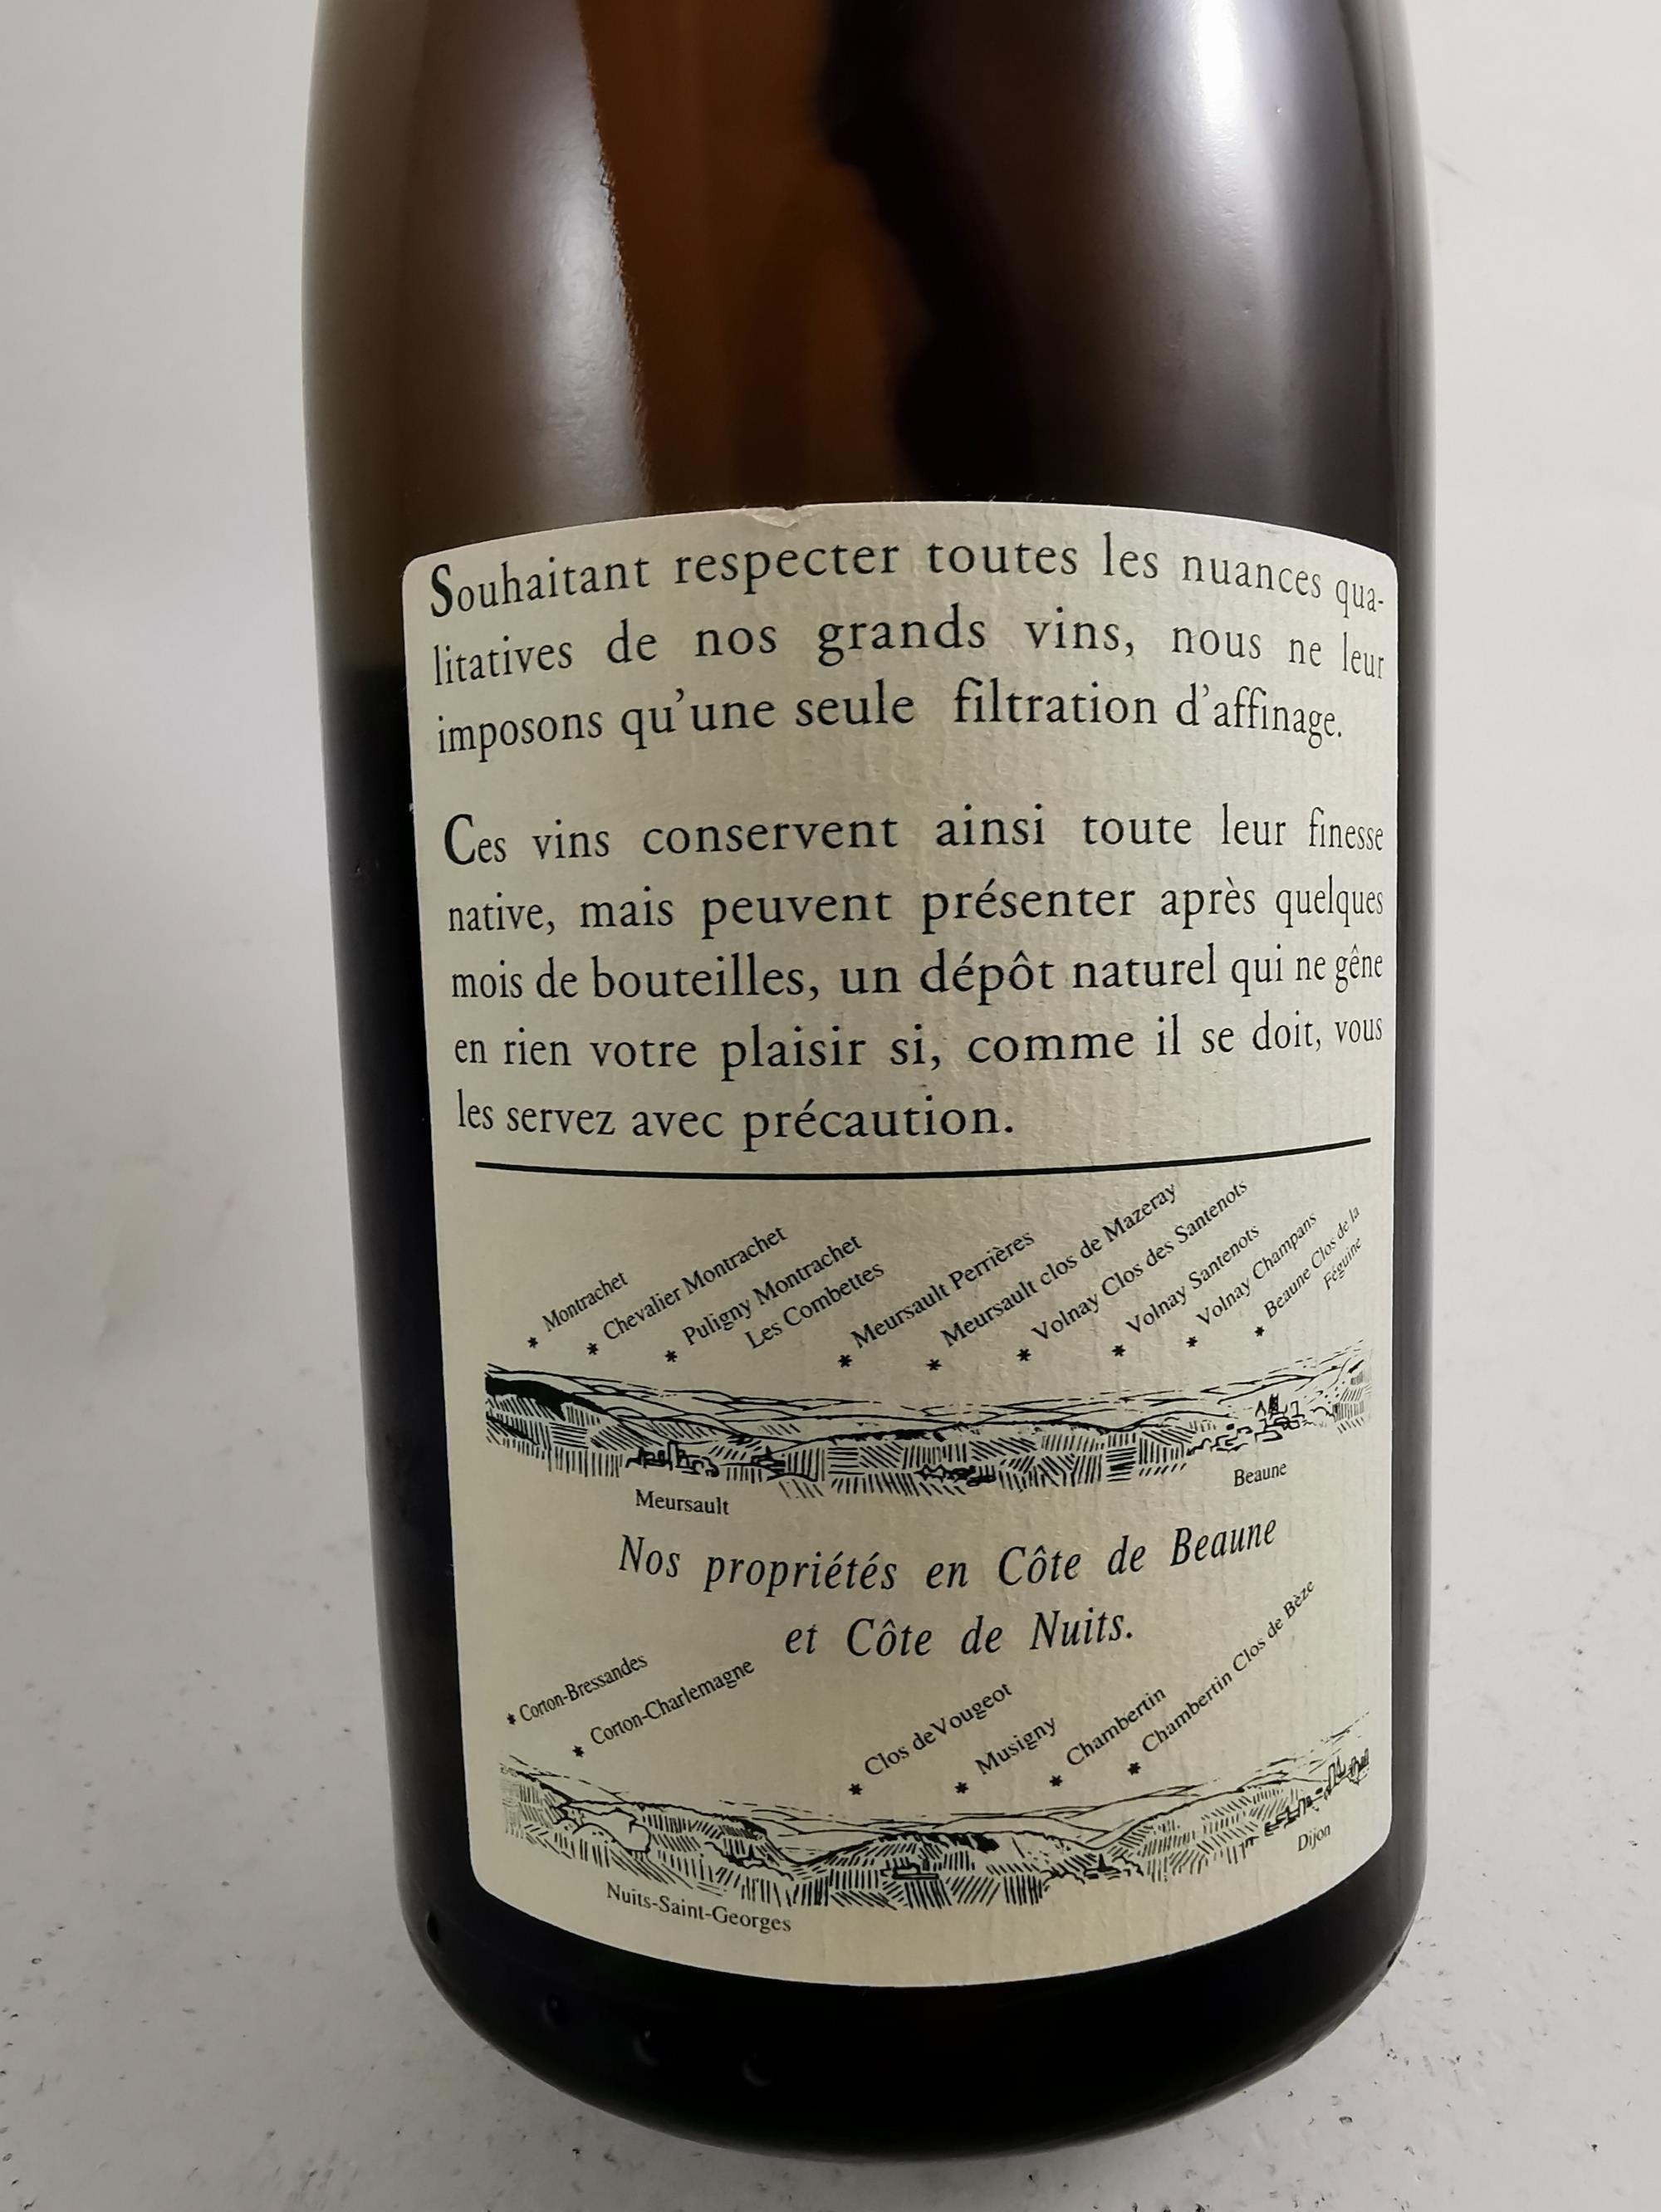 Souhaitant respecter toutes les nuances qua-
litatives de nos grands vins, nous ne leur
imposons qu'une seule filtration d'affinage.
Ces vins conservent ainsi toute leur finesse
native, mais peuvent présenter après quelques
mois de bouteilles, un dépôt naturel qui ne gêne
en rien votre plaisir si, comme il se doit, vous
les servez avec précaution.
* Montrachet
* Chevalier Montrachet
* Puligny Montrachet
Les Combettes
* Meursault Perrières
* Meursault clos de Mazeray
* Volnay Clos des Santenots
* Volnay Santenots
* Volnay Champans
* Beaune Clos de la
Féguine
Meursault
Beaune
Nos propriétés en Côte de Beaune
et Côte de Nuits.
* Corton-Bressandes
* Corton-Charlemagne
* Clos de Vougeot
* Musigny
* Chambertin
* Chambertin Clos de Bèze
Nuits-Saint-Georges
Dijon